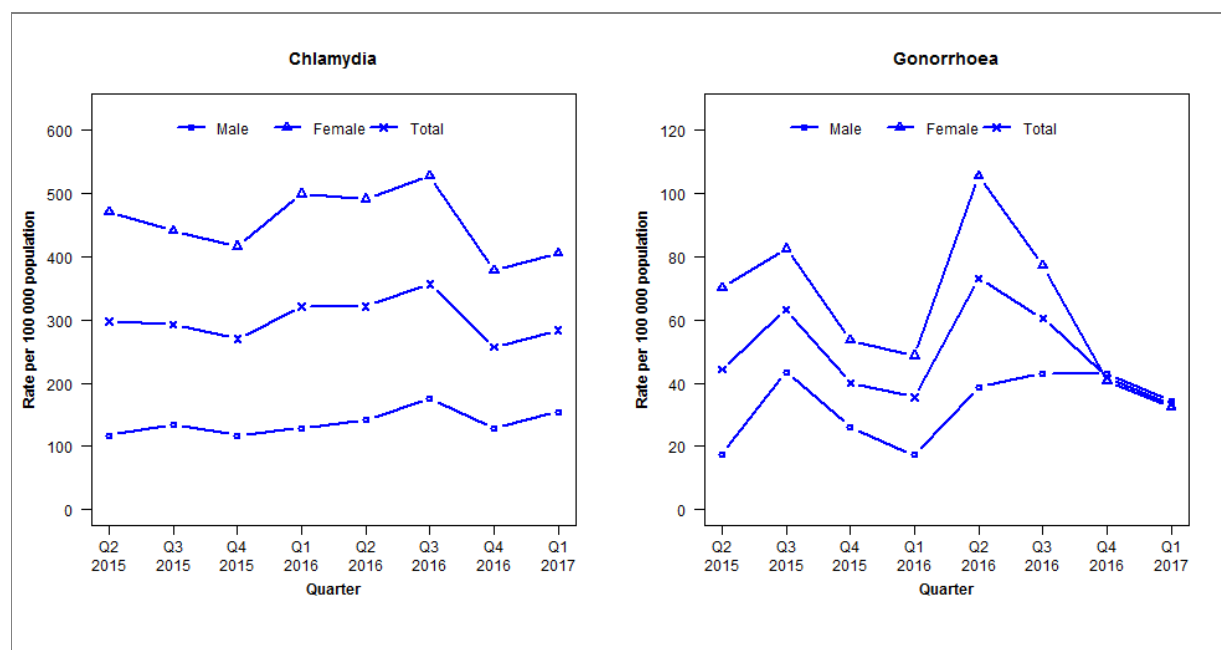 Chlamydia
Rate per 100 000 population
600
500
400
300
200
100
0
Male Female Total
Q2 Q3 Q4 Q1 Q2 Q3 Q4 Q1
2015 2015 2015 2016 2016 2016 2016 2017
Quarter
Gonorrhoea
Rate per 100 000 population
120
100
80
60
40
20
0
Male Female Total
Q2 Q3 Q4 Q1 Q2 Q3 Q4 Q1
2015 2015 2015 2016 2016 2016 2016 2017
Quarter